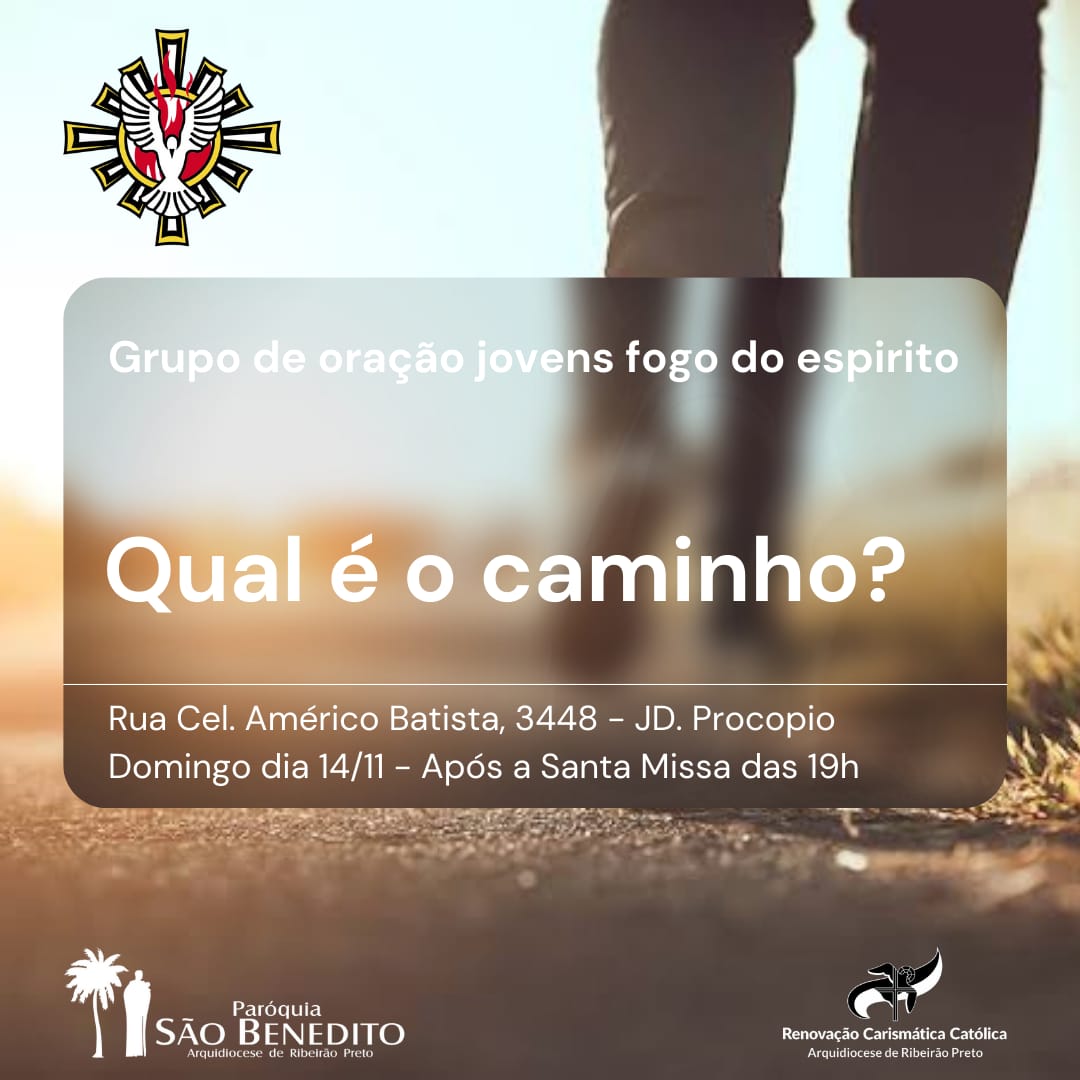 Grupo de oração jovens fogo do espirito
Qual é o caminho?
Rua Cel. Américo Batista, 3448 - JD. Procopio
Domingo dia 14/11 - Após a Santa Missa das 19h
Paróquia
SÃO BENEDITO
Arquidiocese de Ribeirão Preto
Renovação Carismática Católica
Arquidiocese de Ribeirão Preto